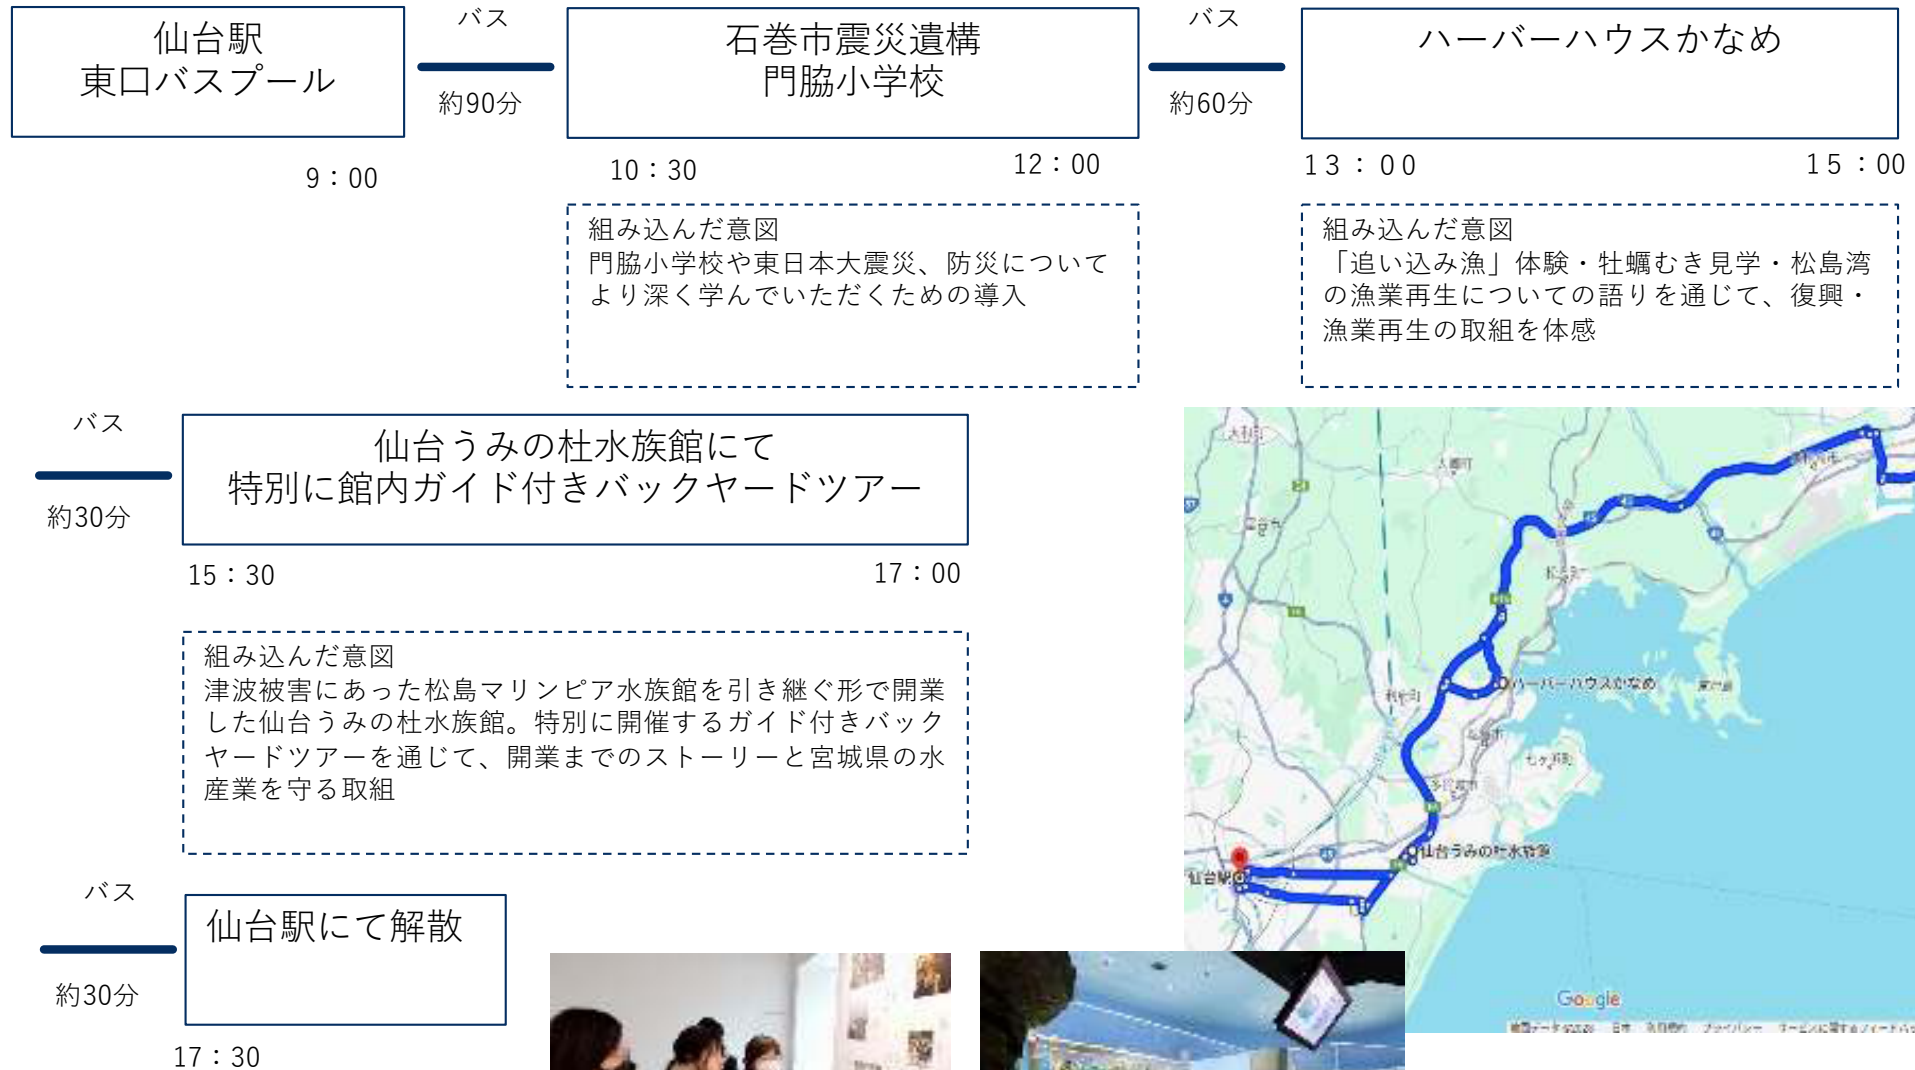 仙台駅
東口バスプール
バス
約90分
石巻市震災遺構
門脇小学校
バス
約60分
ハーバーハウスかなめ
9：00
10：30
12：00
13：00
15：00
組み込んだ意図
門脇小学校や東日本大震災、防災について
より深く学んでいただくための導入
組み込んだ意図
「追い込み漁」体験・牡蠣むき見学・松島湾
の漁業再生についての語りを通じて、復興・
漁業再生の取組を体感
バス
約30分
仙台うみの杜水族館にて
特別に館内ガイド付きバックヤードツアー
15：30
17：00
組み込んだ意図
津波被害にあった松島マリンピア水族館を引き継ぐ形で開業
した仙台うみの杜水族館。特別に開催するガイド付きバック
ヤードツアーを通じて、開業までのストーリーと宮城県の水
産業を守る取組
バス
約30分
仙台駅にて解散
17：30
ハーバーハウスかなめ
七ヶ浜町
仙台うみの杜水族館
仙台駅
Google